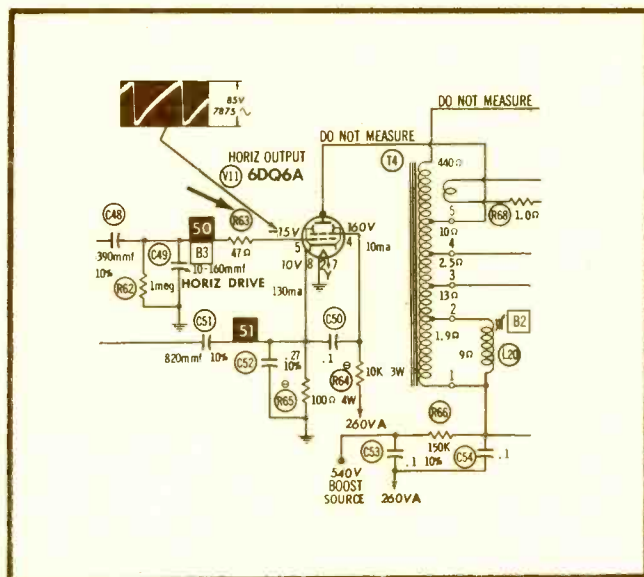 85V
7875 ∿
DO NOT MEASURE
DO NOT MEASURE
HORIZ OUTPUT
V11 6DQ6A
T4
440Ω
R68 1.0Ω
5
10Ω
4
2.5Ω
3
13Ω
2
1.9Ω
9Ω
1
B2
L20
C48
390mmf
10%
R62
1meg
50
B3
C49
10-160mmf
HORIZ DRIVE
R63
47Ω
-15V
5
10V
8 2 7
Y
130ma
160V
4
10ma
C51
820mmf 10%
51
C52
.27
10%
R65
100Ω 4W
C50
.1
R64
10K 3W
260VA
R66
150K
10%
C53
.1
C54
.1
540V
BOOST
SOURCE
260VA